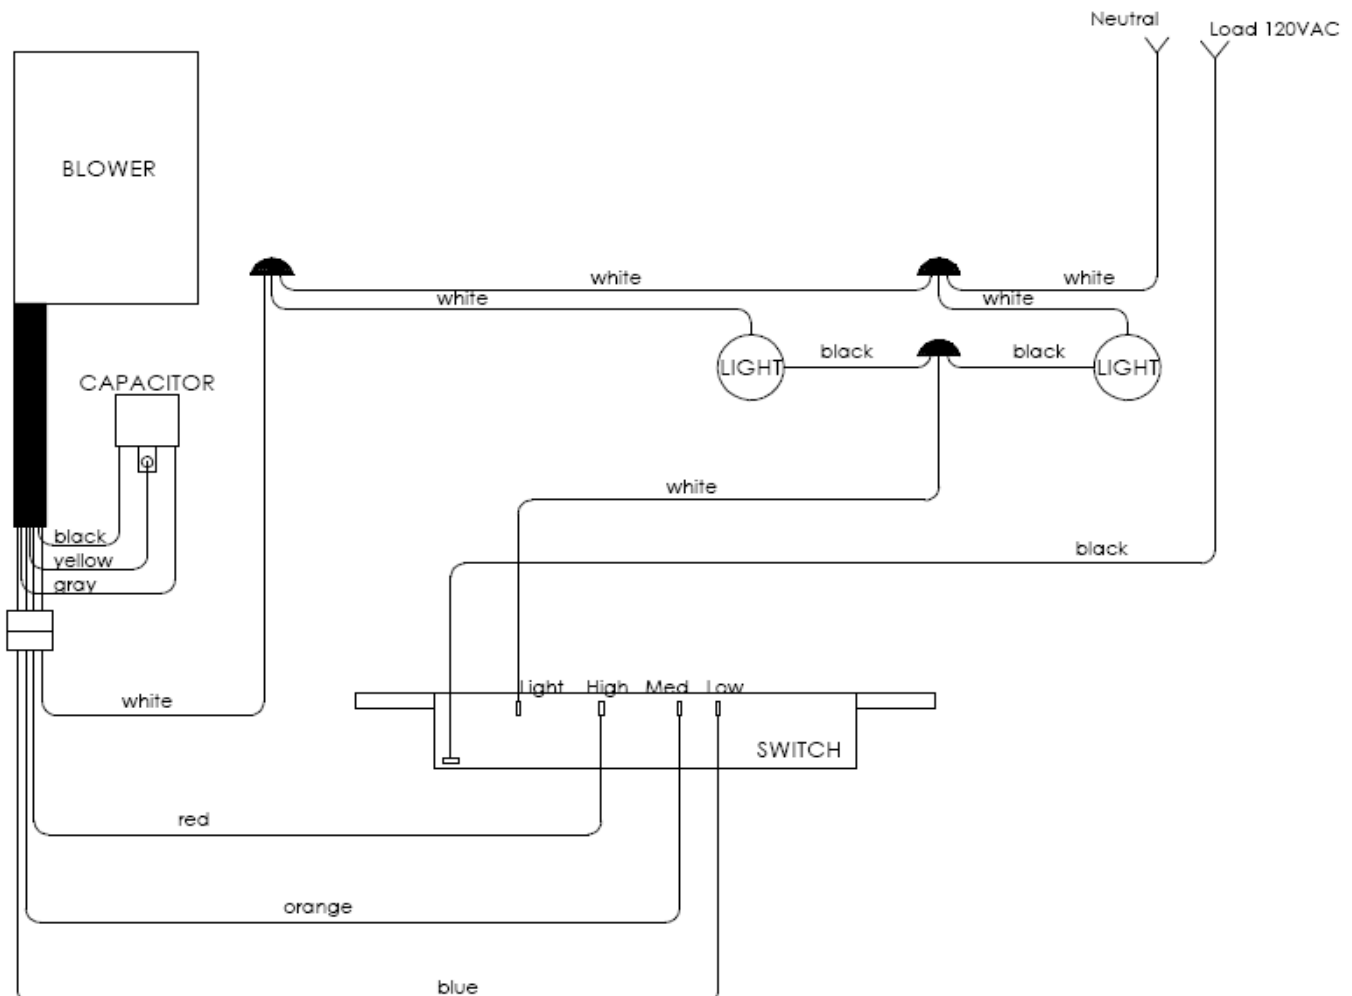 Neutral
Load 120VAC
BLOWER
white
white
white
white
LIGHT
black
black
LIGHT
CAPACITOR
white
black
yellow
gray
black
white
Light High Med Low
SWITCH
red
orange
blue